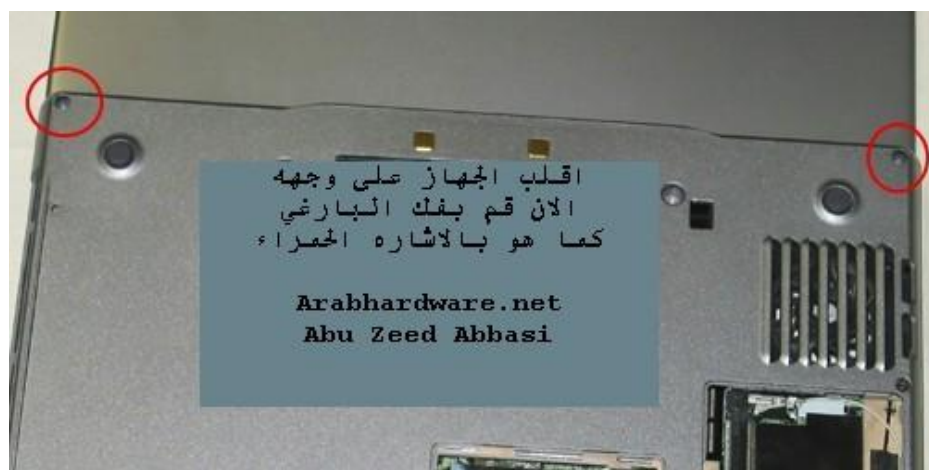 اقلب الجهاز على وجهه
الان قم بفك البارغي
كما هو بالاشاره الحمراء
Arabhardware.net
Abu Zeed Abbasi